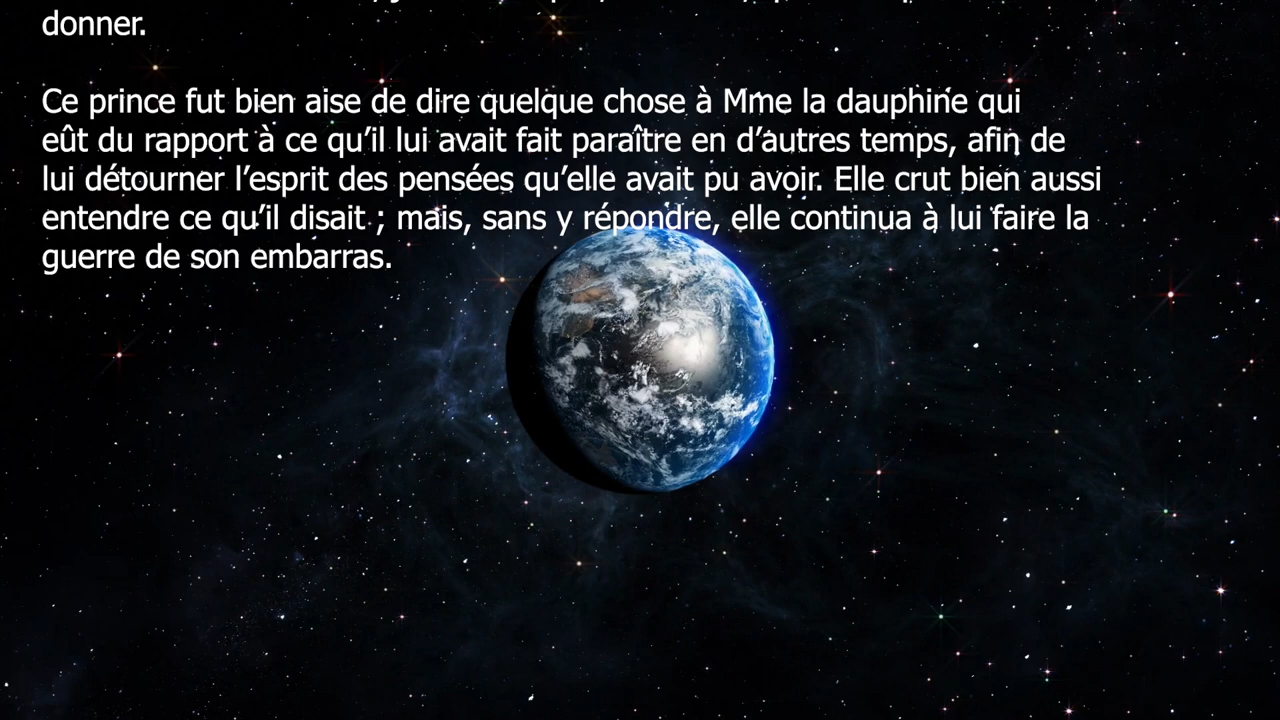 donner.
Ce prince fut bien aise de dire quelque chose à Mme la dauphine qui
eût du rapport à ce qu’il lui avait fait paraître en d’autres temps, afin de
lui détourner l’esprit des pensées qu’elle avait pu avoir. Elle crut bien aussi
entendre ce qu’il disait ; mais, sans y répondre, elle continua à lui faire la
guerre de son embarras.